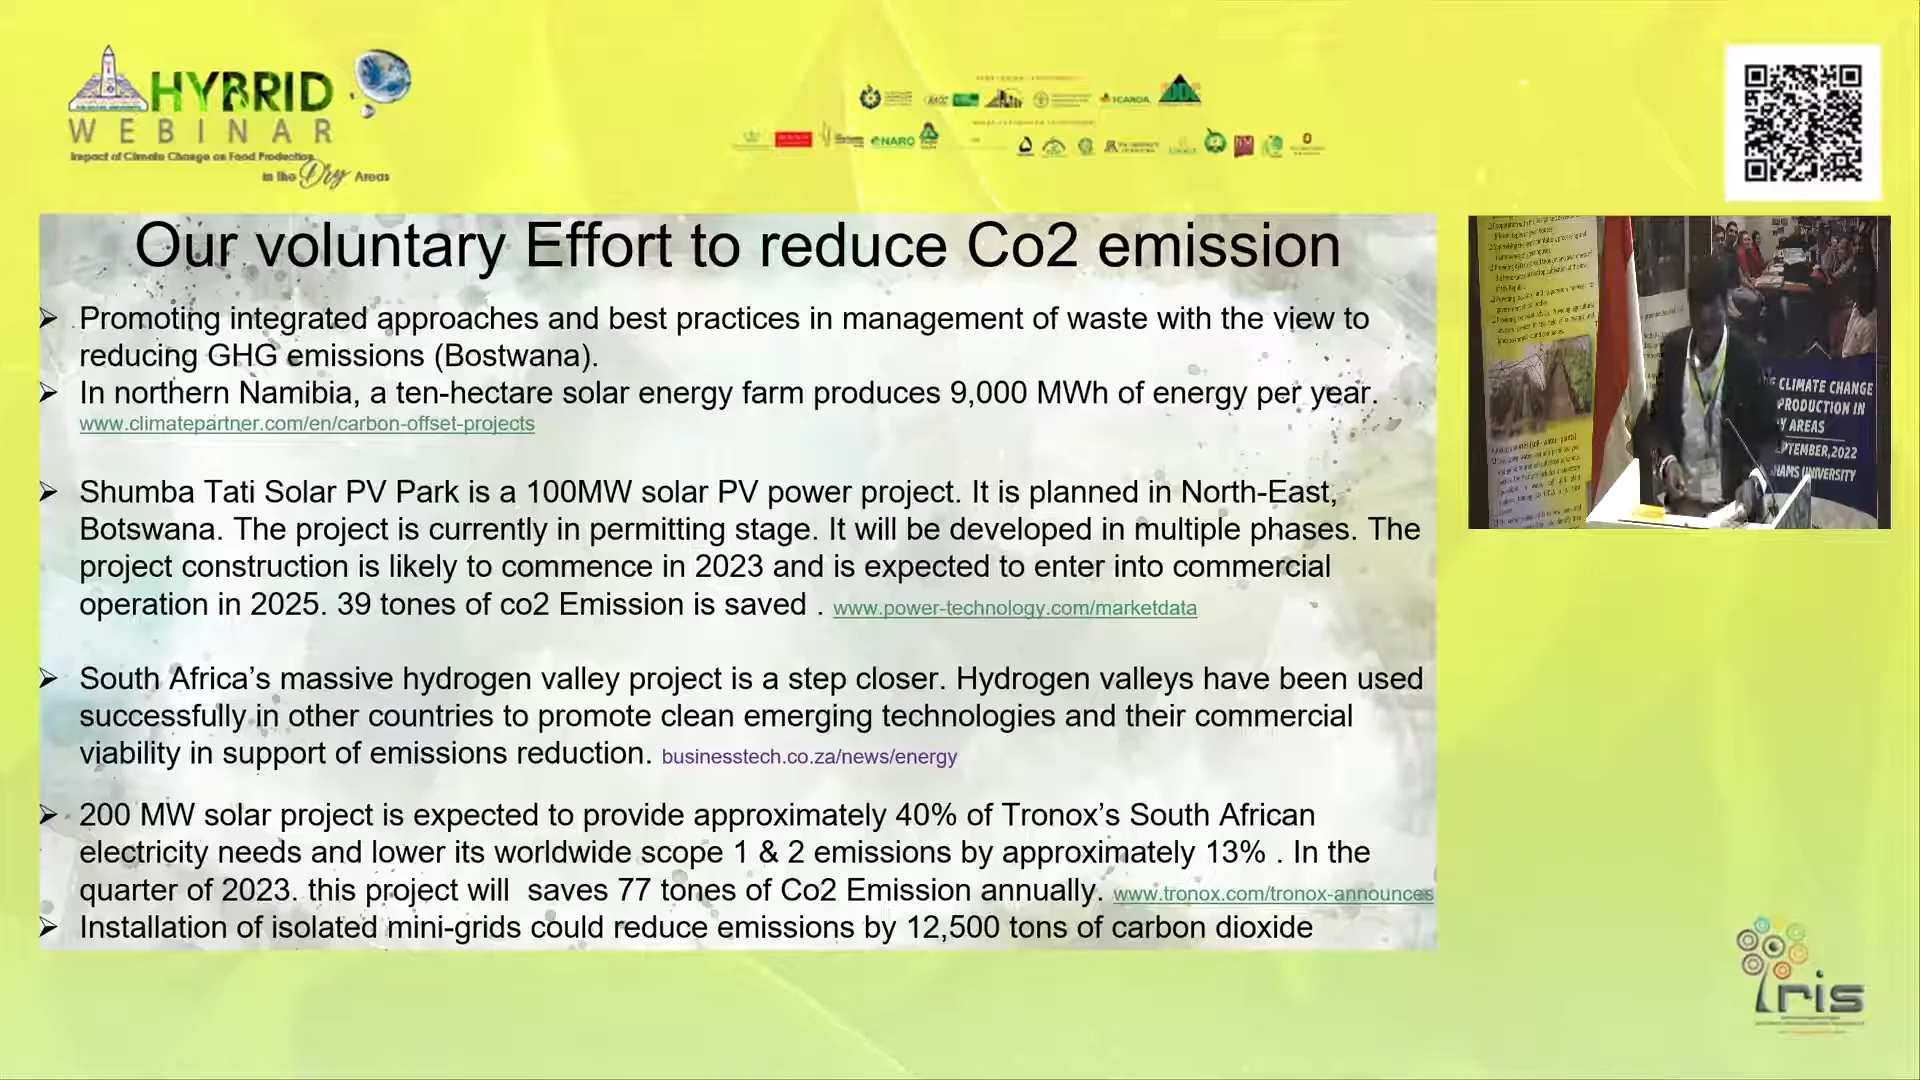 HYBRID
WEBINAR
Impact of Climate Change on Food Production
in the Dry Areas
ICARDA
NARC
Our voluntary Effort to reduce Co2 emission
Promoting integrated approaches and best practices in management of waste with the view to
reducing GHG emissions (Bostwana).
In northern Namibia, a ten-hectare solar energy farm produces 9,000 MWh of energy per year.
www.climatepartner.com/en/carbon-offset-projects
Shumba Tati Solar PV Park is a 100MW solar PV power project. It is planned in North-East,
Botswana. The project is currently in permitting stage. It will be developed in multiple phases. The
project construction is likely to commence in 2023 and is expected to enter into commercial
operation in 2025. 39 tones of co2 Emission is saved . www.power-technology.com/marketdata
South Africa’s massive hydrogen valley project is a step closer. Hydrogen valleys have been used
successfully in other countries to promote clean emerging technologies and their commercial
viability in support of emissions reduction. businesstech.co.za/news/energy
200 MW solar project is expected to provide approximately 40% of Tronox’s South African
electricity needs and lower its worldwide scope 1 & 2 emissions by approximately 13% . In the
quarter of 2023. this project will saves 77 tones of Co2 Emission annually. www.tronox.com/tronox-announces
Installation of isolated mini-grids could reduce emissions by 12,500 tons of carbon dioxide
CLIMATE CHANGE
PRODUCTION IN
Y AREAS
PTEMBER,2022
HAMS UNIVERSITY
Iris